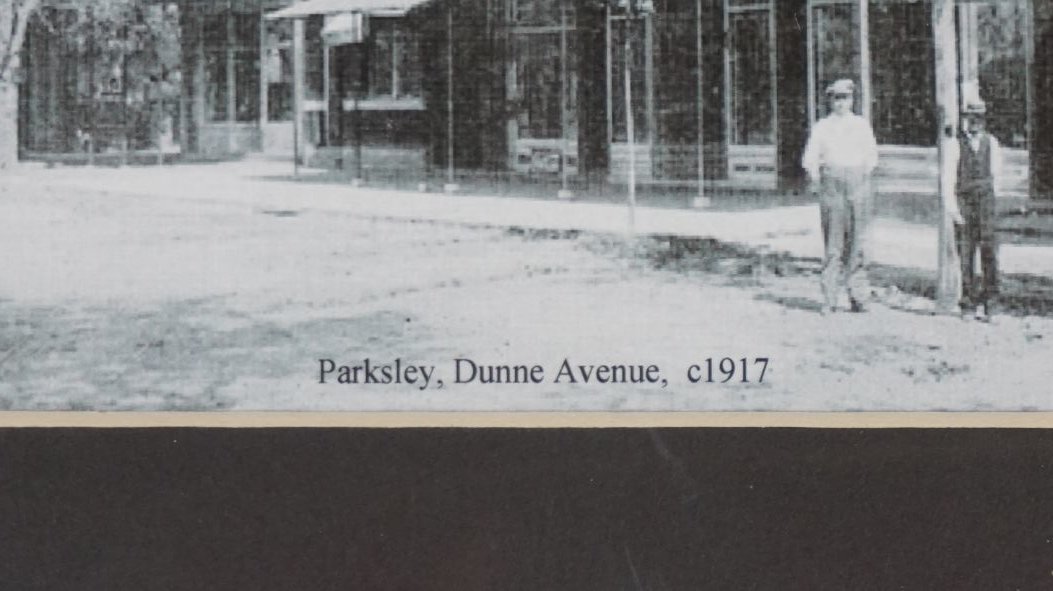 Parksley, Dunne Avenue, c1917